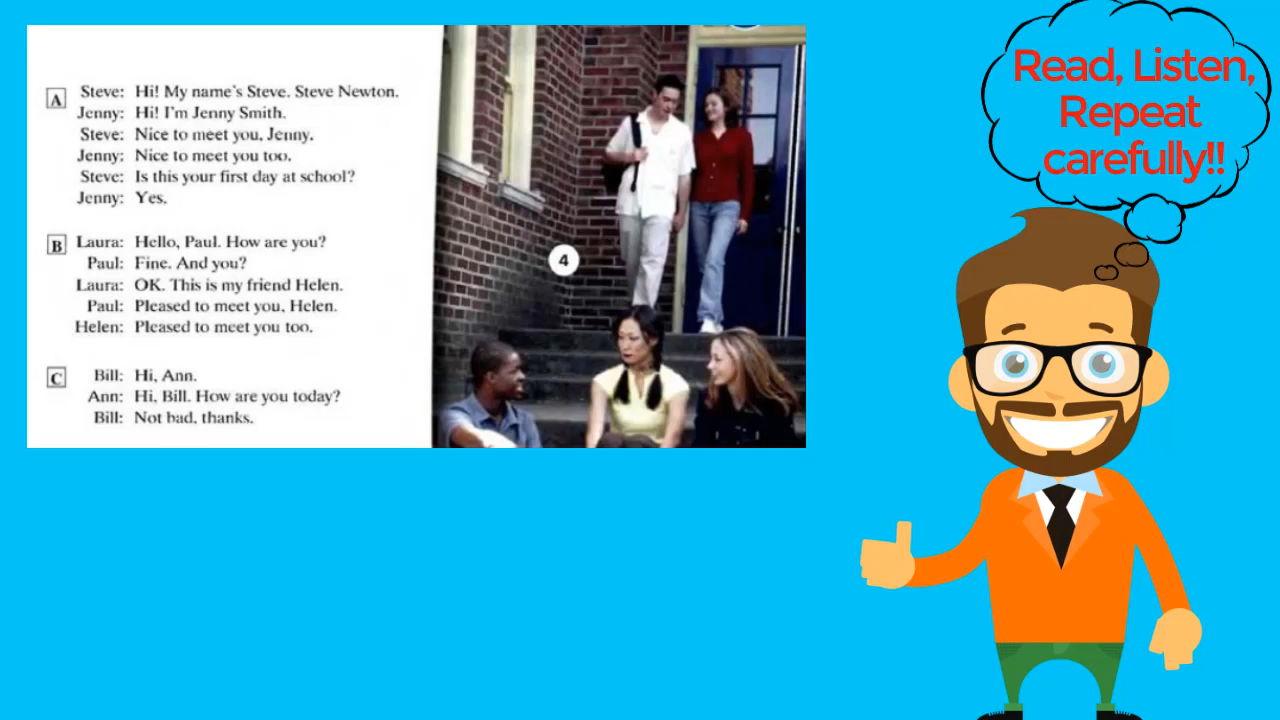 A
Steve: Hi! My name's Steve. Steve Newton.
Jenny: Hi! I'm Jenny Smith.
Steve: Nice to meet you, Jenny.
Jenny: Nice to meet you too.
Steve: Is this your first day at school?
Jenny: Yes.
B
Laura: Hello, Paul. How are you?
Paul: Fine. And you?
Laura: OK. This is my friend Helen.
Paul: Pleased to meet you, Helen.
Helen: Pleased to meet you too.
C
Bill: Hi, Ann.
Ann: Hi, Bill. How are you today?
Bill: Not bad, thanks.
4
Read, Listen,
Repeat
carefully!!